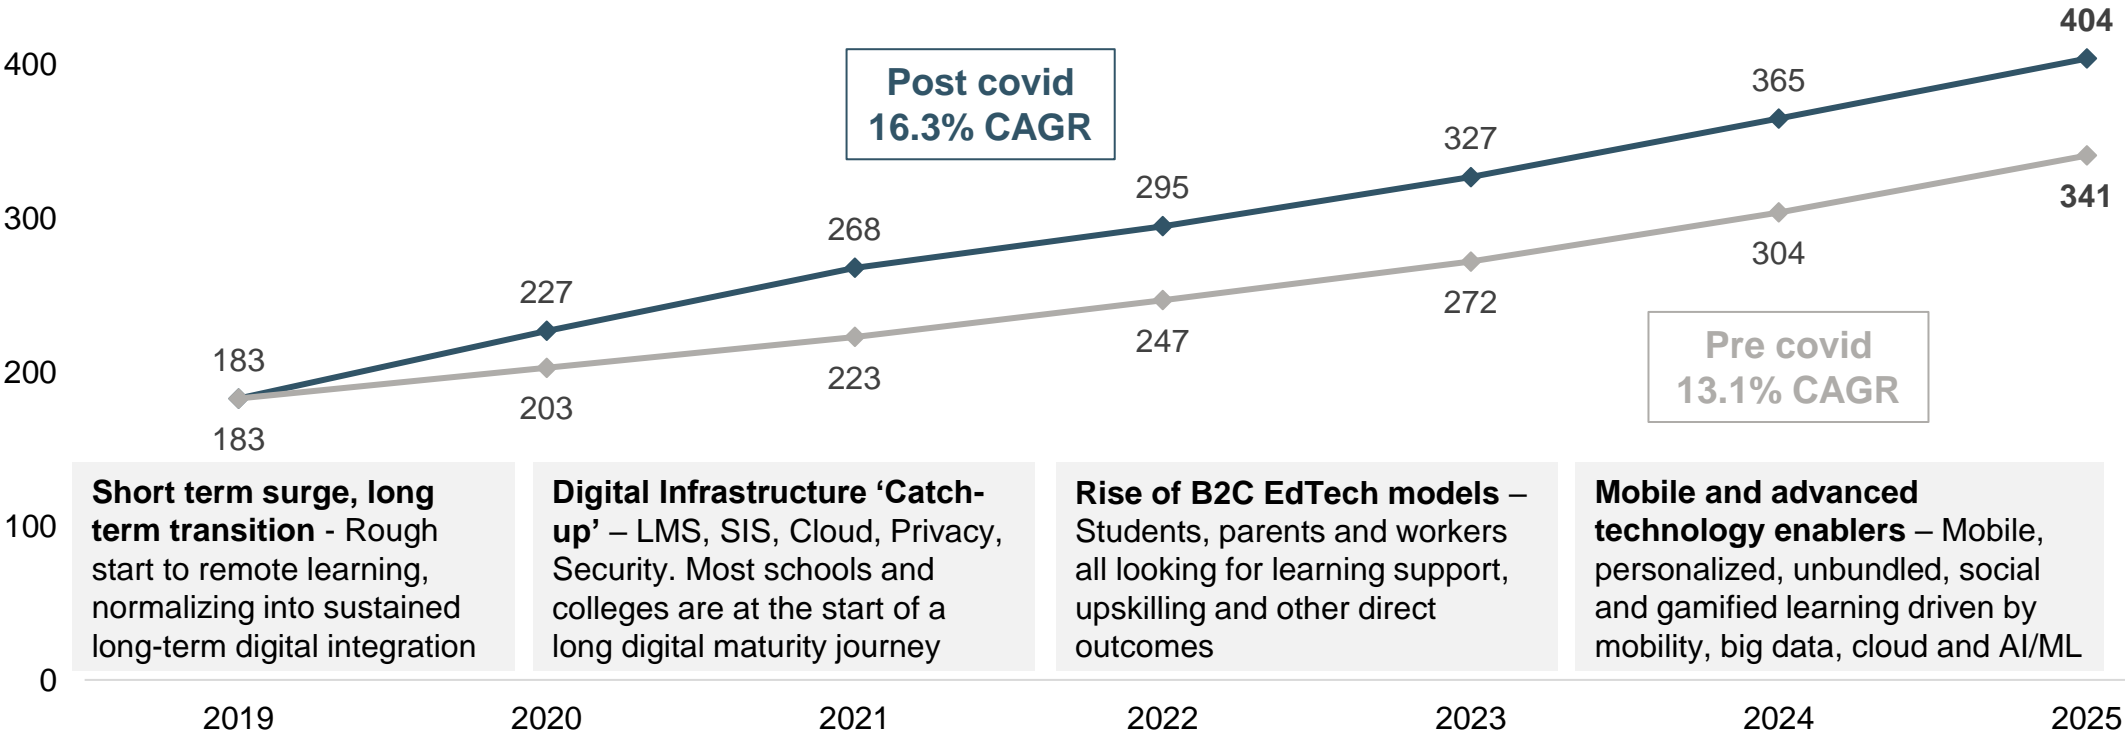 404
400
Post covid
16.3% CAGR
365
327
295
341
300
268
304
227
272
247
Pre covid
13.1% CAGR
183
200
223
203
183
Short term surge, long
term transition - Rough
start to remote learning,
normalizing into sustained
long-term digital integration
Digital Infrastructure ‘Catch-
up’ – LMS, SIS, Cloud, Privacy,
Security. Most schools and
colleges are at the start of a
long digital maturity journey
Rise of B2C EdTech models –
Students, parents and workers
all looking for learning support,
upskilling and other direct
outcomes
Mobile and advanced
technology enablers – Mobile,
personalized, unbundled, social
and gamified learning driven by
mobility, big data, cloud and AI/ML
100
0
2019 2020 2021 2022 2023 2024 2025